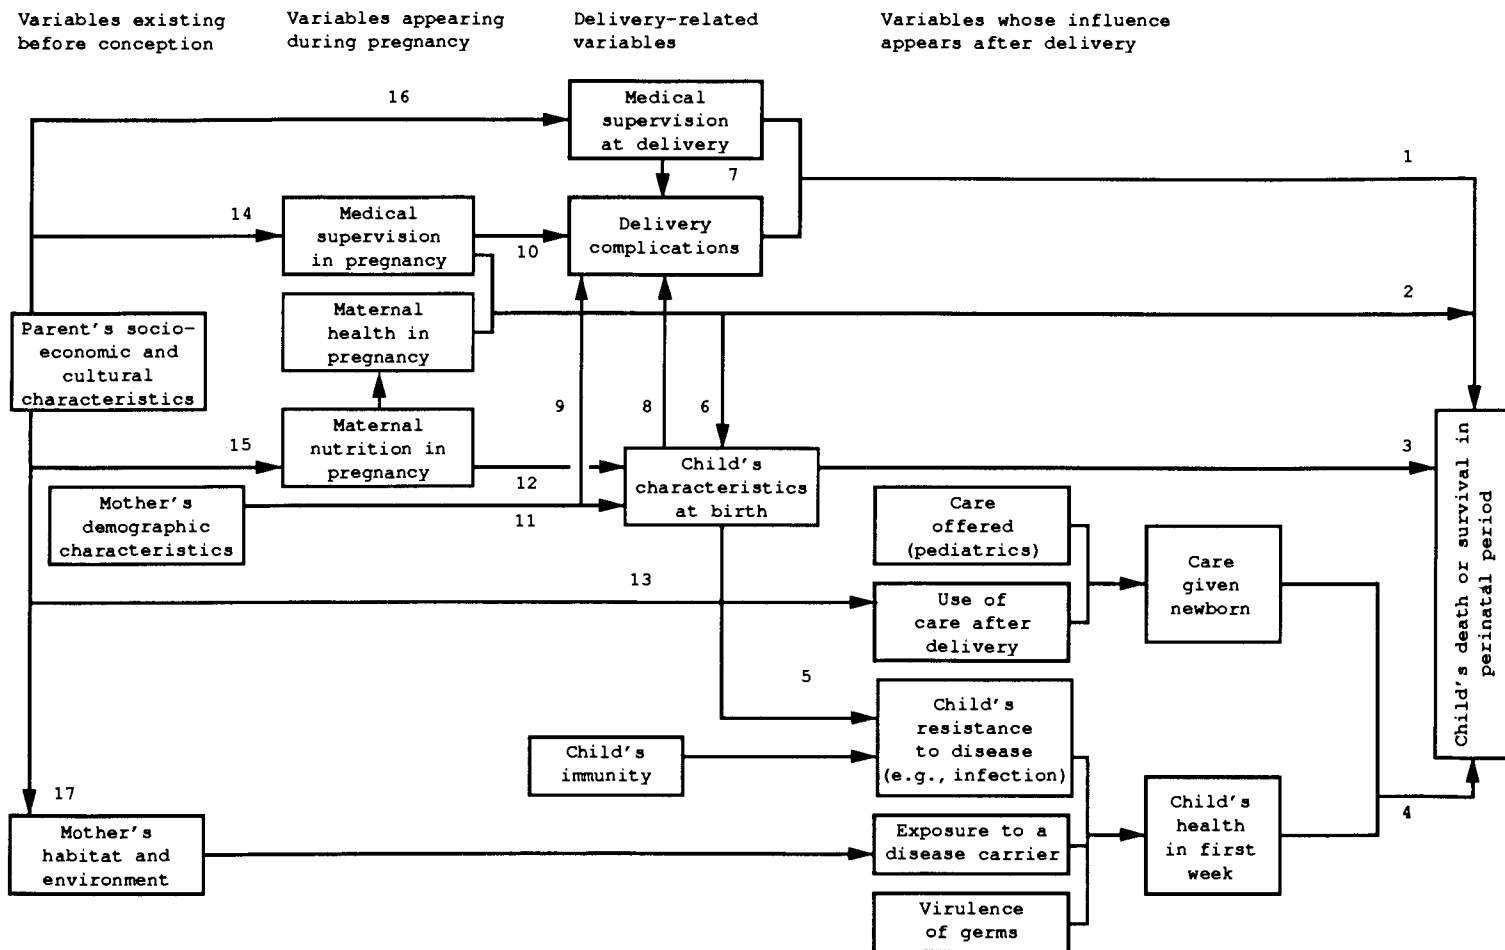 Variables existing
before conception
Variables appearing
during pregnancy
Delivery-related
variables
Variables whose influence
appears after delivery
16
Medical
supervision
at delivery
1
7
14
Medical
supervision
in pregnancy
10
Delivery
complications
2
Maternal
health in
pregnancy
Parent's socio-
economic and
cultural
characteristics
9
8
6
15
Maternal
nutrition in
pregnancy
12
Child's
characteristics
at birth
3
Mother's
demographic
characteristics
11
Care
offered
(pediatrics)
Care
given
newborn
13
Use of
care after
delivery
Child's death or survival in
perinatal period
5
Child's
resistance
to disease
(e.g., infection)
Child's
immunity
17
Mother's
habitat and
environment
Exposure to a
disease carrier
Child's
health
in first
week
4
Virulence
of germs